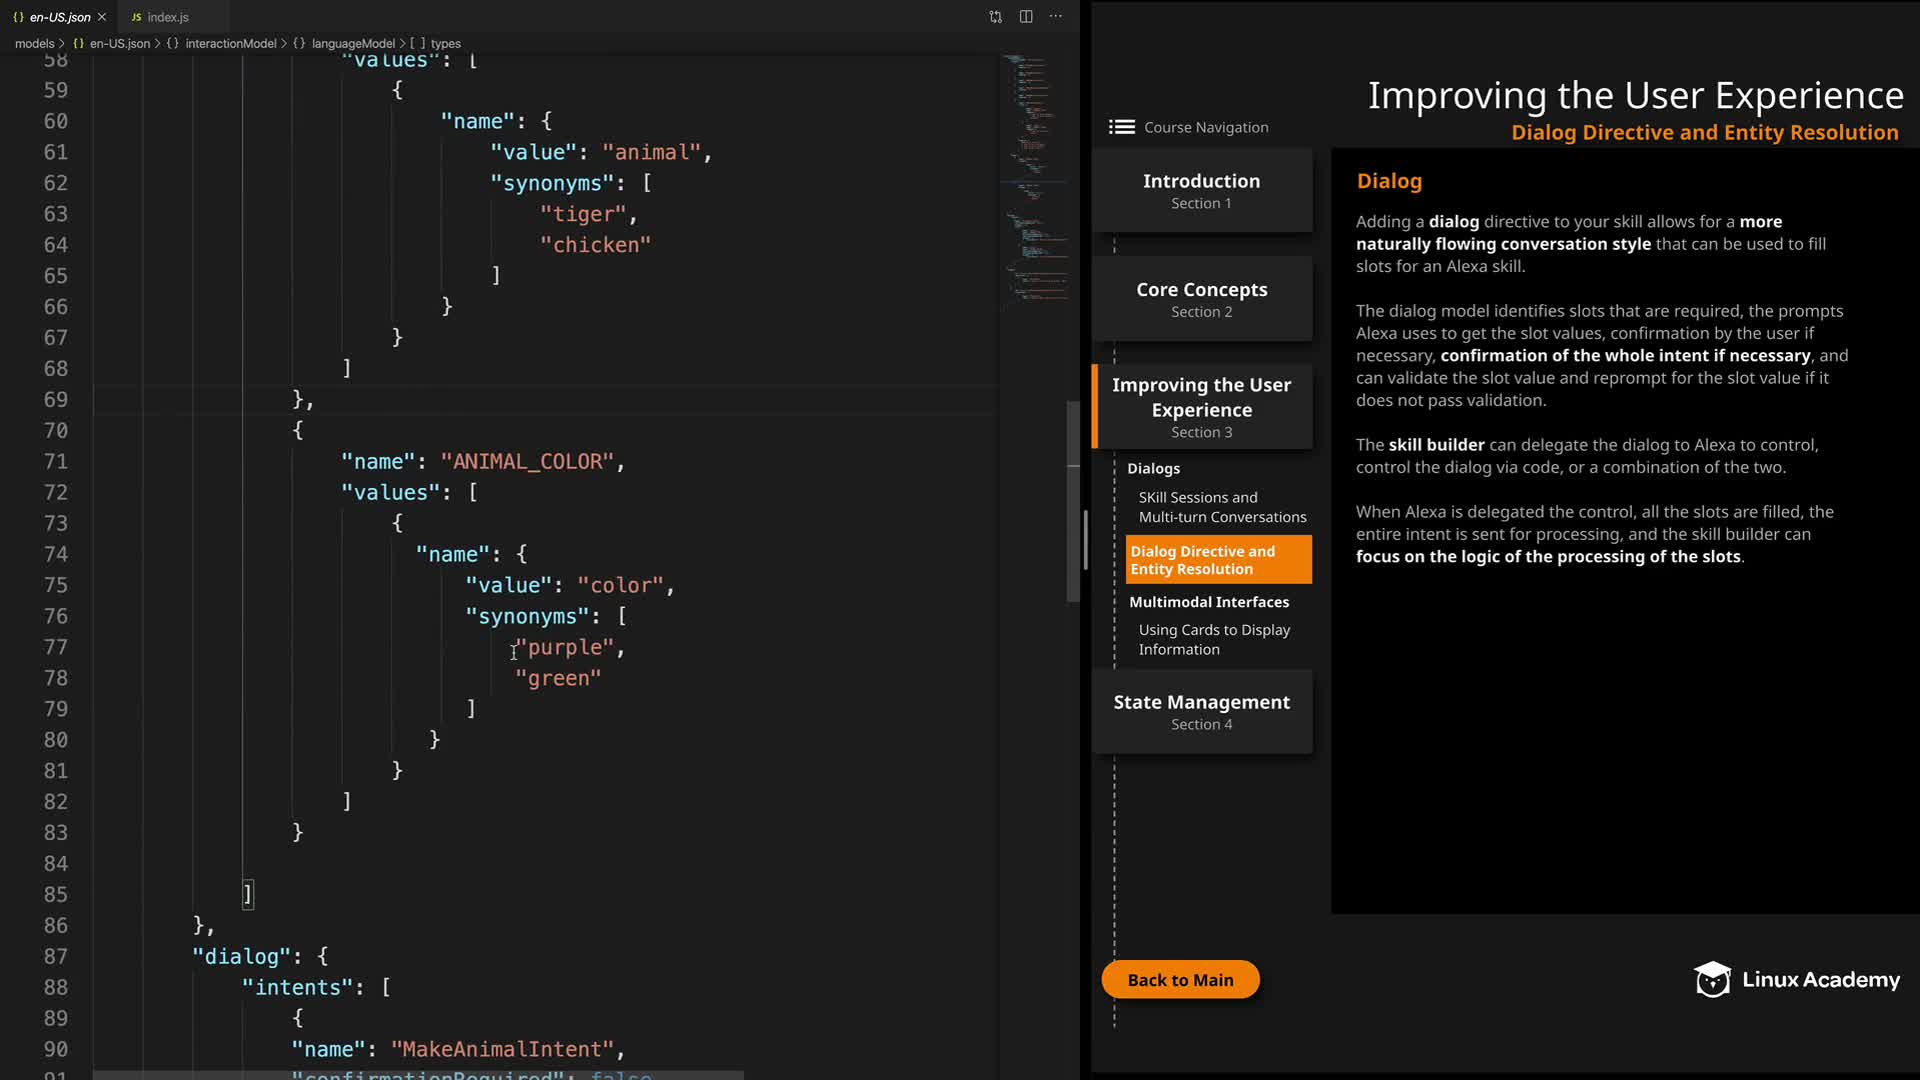 en-US.json
JS index.js
models > {} en-US.json > {} interactionModel > {} languageModel > [ ] types
58 "values": [
59 {
60 "name": {
61 "value": "animal",
62 "synonyms": [
63 "tiger",
64 "chicken"
65 ]
66 }
67 }
68 ]
69 },
70 {
71 "name": "ANIMAL_COLOR",
72 "values": [
73 {
74 "name": {
75 "value": "color",
76 "synonyms": [
77 "purple",
78 "green"
79 ]
80 }
81 }
82 ]
83 }
84
85 ]
86 },
87 "dialog": {
88 "intents": [
89 {
90 "name": "MakeAnimalIntent",
91 "confirmationRequired": false
Improving the User Experience
Dialog Directive and Entity Resolution
Course Navigation
Introduction
Section 1
Core Concepts
Section 2
Improving the User
Experience
Section 3
Dialogs
SKill Sessions and
Multi-turn Conversations
Dialog Directive and
Entity Resolution
Multimodal Interfaces
Using Cards to Display
Information
State Management
Section 4
Back to Main
Dialog
Adding a dialog directive to your skill allows for a more
naturally flowing conversation style that can be used to fill
slots for an Alexa skill.
The dialog model identifies slots that are required, the prompts
Alexa uses to get the slot values, confirmation by the user if
necessary, confirmation of the whole intent if necessary, and
can validate the slot value and reprompt for the slot value if it
does not pass validation.
The skill builder can delegate the dialog to Alexa to control,
control the dialog via code, or a combination of the two.
When Alexa is delegated the control, all the slots are filled, the
entire intent is sent for processing, and the skill builder can
focus on the logic of the processing of the slots.
Linux Academy